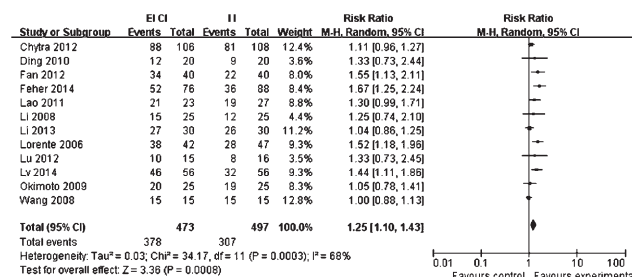 EI CI I I Risk Ratio Risk Ratio
Study or Subgroup Events Total Events Total Weight M-H, Random, 95% CI M-H, Random, 95% CI
Chytra 2012 88 106 81 108 12.4% 1.11 [0.96, 1.27]
Ding 2010 12 20 9 20 3.5% 1.33 [0.73, 2.44]
Fan 2012 34 40 22 40 7.9% 1.55 [1.13, 2.11]
Feher 2014 52 76 36 88 8.4% 1.67 [1.25, 2.24]
Lao 2011 21 23 19 27 8.9% 1.30 [0.99, 1.71]
Li 2008 15 25 12 25 4.5% 1.25 [0.74, 2.10]
Li 2013 27 30 26 30 11.2% 1.04 [0.86, 1.25]
Lorente 2006 38 42 28 47 9.4% 1.52 [1.18, 1.96]
Lu 2012 10 15 8 16 3.5% 1.33 [0.73, 2.45]
Lv 2014 46 56 32 56 9.2% 1.44 [1.11, 1.86]
Okimoto 2009 20 25 19 25 8.3% 1.05 [0.78, 1.41]
Wang 2008 15 15 15 15 12.8% 1.00 [0.88, 1.13]
Total (95% CI) 473 497 100.0% 1.25 [1.10, 1.43]
Total events 378 307
Heterogeneity: Tau² = 0.03; Chi² = 34.17, df = 11 (P = 0.0003); I² = 68%
Test for overall effect: Z = 3.36 (P = 0.0008)
0.01 0.1 1 10 100
Favours control Favours experimental